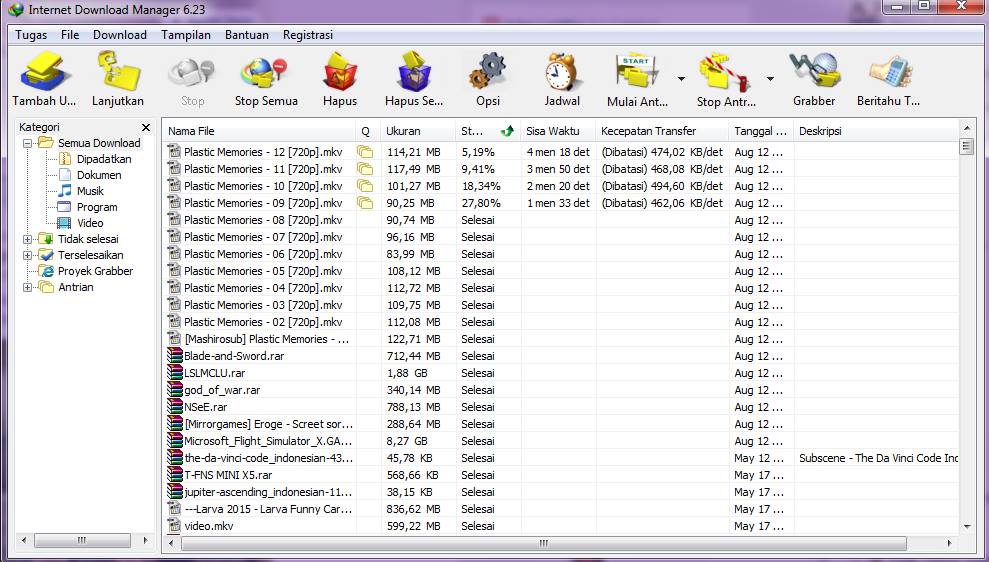 Internet Download Manager 6.23
Tugas File Download Tampilan Bantuan Registrasi
Tambah U... Lanjutkan Stop Stop Semua Hapus Hapus Se... Opsi Jadwal Mulai Ant... Stop Antr... Grabber Beritahu T...
Kategori
Semua Download
Dipadatkan
Dokumen
Musik
Program
Video
Tidak selesai
Terselesaikan
Proyek Grabber
Antrian
Nama File Q Ukuran St... Sisa Waktu Kecepatan Transfer Tanggal ... Deskripsi
Plastic Memories - 12 [720p].mkv 114,21 MB 5,19% 4 men 18 det (Dibatasi) 474,02 KB/det Aug 12 ...
Plastic Memories - 11 [720p].mkv 117,49 MB 9,41% 3 men 50 det (Dibatasi) 468,08 KB/det Aug 12 ...
Plastic Memories - 10 [720p].mkv 101,27 MB 18,34% 2 men 20 det (Dibatasi) 494,60 KB/det Aug 12 ...
Plastic Memories - 09 [720p].mkv 90,25 MB 27,80% 1 men 33 det (Dibatasi) 462,06 KB/det Aug 12 ...
Plastic Memories - 08 [720p].mkv 90,74 MB Selesai Aug 12 ...
Plastic Memories - 07 [720p].mkv 96,16 MB Selesai Aug 12 ...
Plastic Memories - 06 [720p].mkv 83,99 MB Selesai Aug 12 ...
Plastic Memories - 05 [720p].mkv 108,12 MB Selesai Aug 12 ...
Plastic Memories - 04 [720p].mkv 112,72 MB Selesai Aug 12 ...
Plastic Memories - 03 [720p].mkv 109,75 MB Selesai Aug 12 ...
Plastic Memories - 02 [720p].mkv 112,08 MB Selesai Aug 12 ...
[Mashirosub] Plastic Memories - ... 122,71 MB Selesai Aug 12 ...
Blade-and-Sword.rar 712,44 MB Selesai Aug 12 ...
LSLMCLU.rar 1,88 GB Selesai Aug 12 ...
god_of_war.rar 340,14 MB Selesai Aug 12 ...
NSeE.rar 788,13 MB Selesai Aug 12 ...
[Mirrorgames] Eroge - Screet sor... 288,64 MB Selesai Aug 12 ...
Microsoft_Flight_Simulator_X.GA... 8,27 GB Selesai Aug 12 ...
the-da-vinci-code_indonesian-43... 45,78 KB Selesai May 12 ... Subscene - The Da Vinci Code Ind
T-FNS MINI X5.rar 568,66 KB Selesai May 17 ...
jupiter-ascending_indonesian-11... 38,15 KB Selesai May 17 ...
---Larva 2015 - Larva Funny Car... 836,62 MB Selesai May 17 ...
video.mkv 599,22 MB Selesai May 17 ...